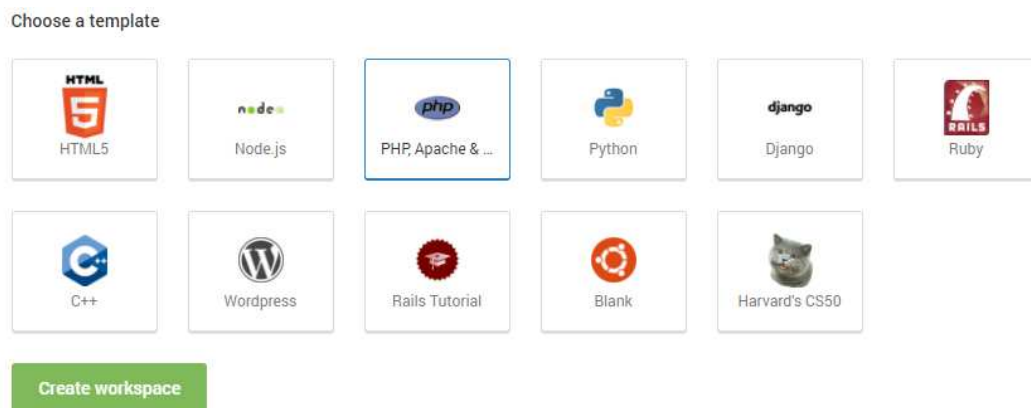 Choose a template
HTML
5
HTML5
node
Node.js
php
PHP, Apache & ...
Python
django
Django
RAILS
Ruby
C++
C++
Wordpress
Rails Tutorial
Blank
Harvard's CS50
Create workspace